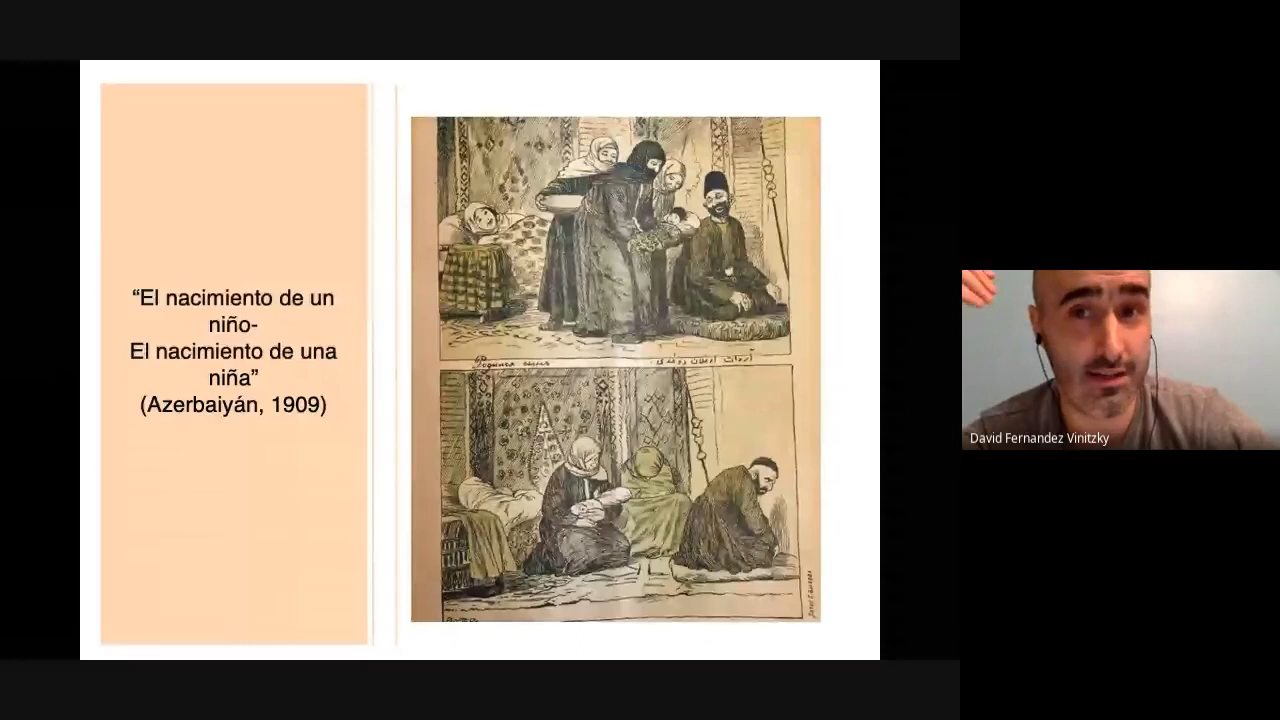 “El nacimiento de un
niño-
El nacimiento de una
niña”
(Azerbaiyán, 1909)
David Fernandez Vinitzky